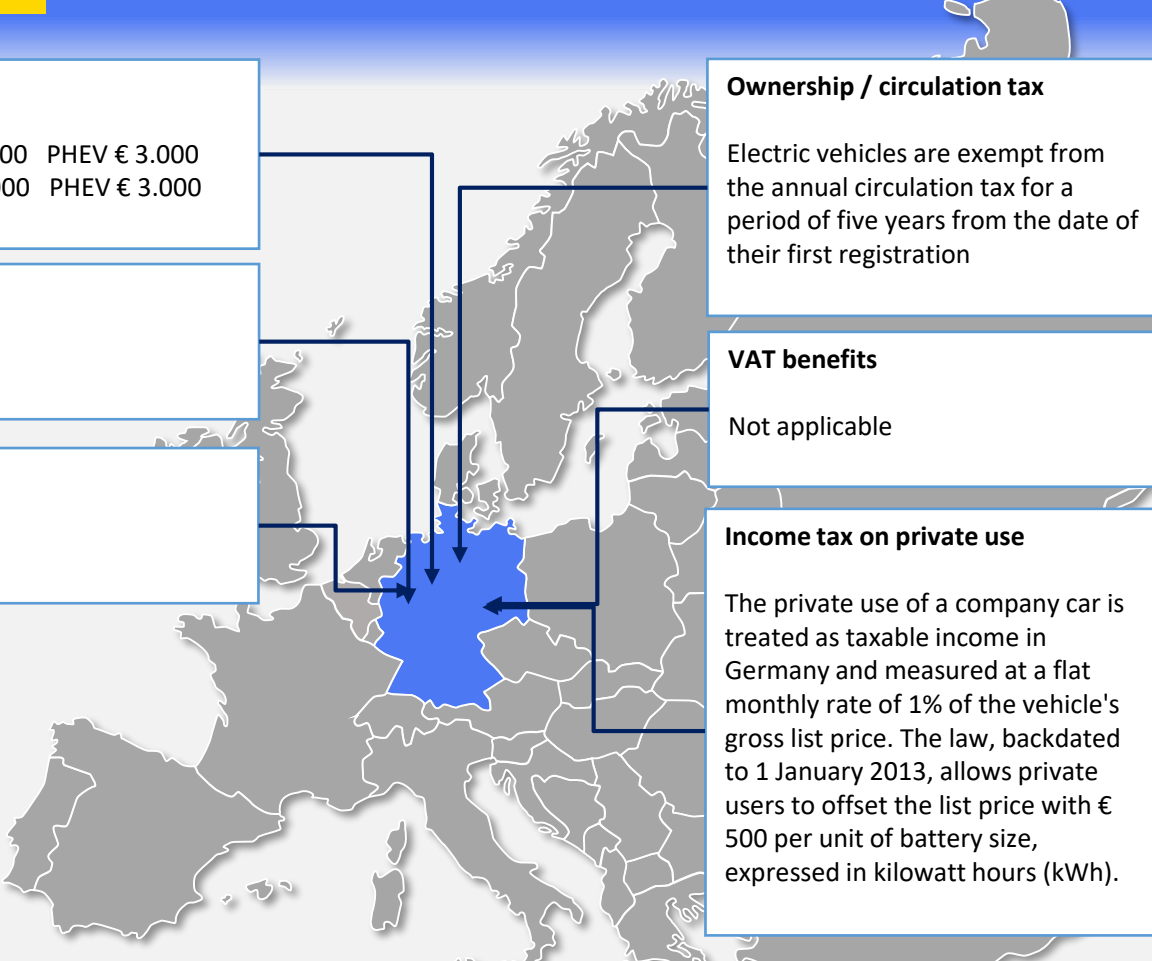 00 PHEV € 3.000
000 PHEV € 3.000
Ownership / circulation tax
Electric vehicles are exempt from
the annual circulation tax for a
period of five years from the date of
their first registration
VAT benefits
Not applicable
Income tax on private use
The private use of a company car is
treated as taxable income in
Germany and measured at a flat
monthly rate of 1% of the vehicle's
gross list price. The law, backdated
to 1 January 2013, allows private
users to offset the list price with €
500 per unit of battery size,
expressed in kilowatt hours (kWh).